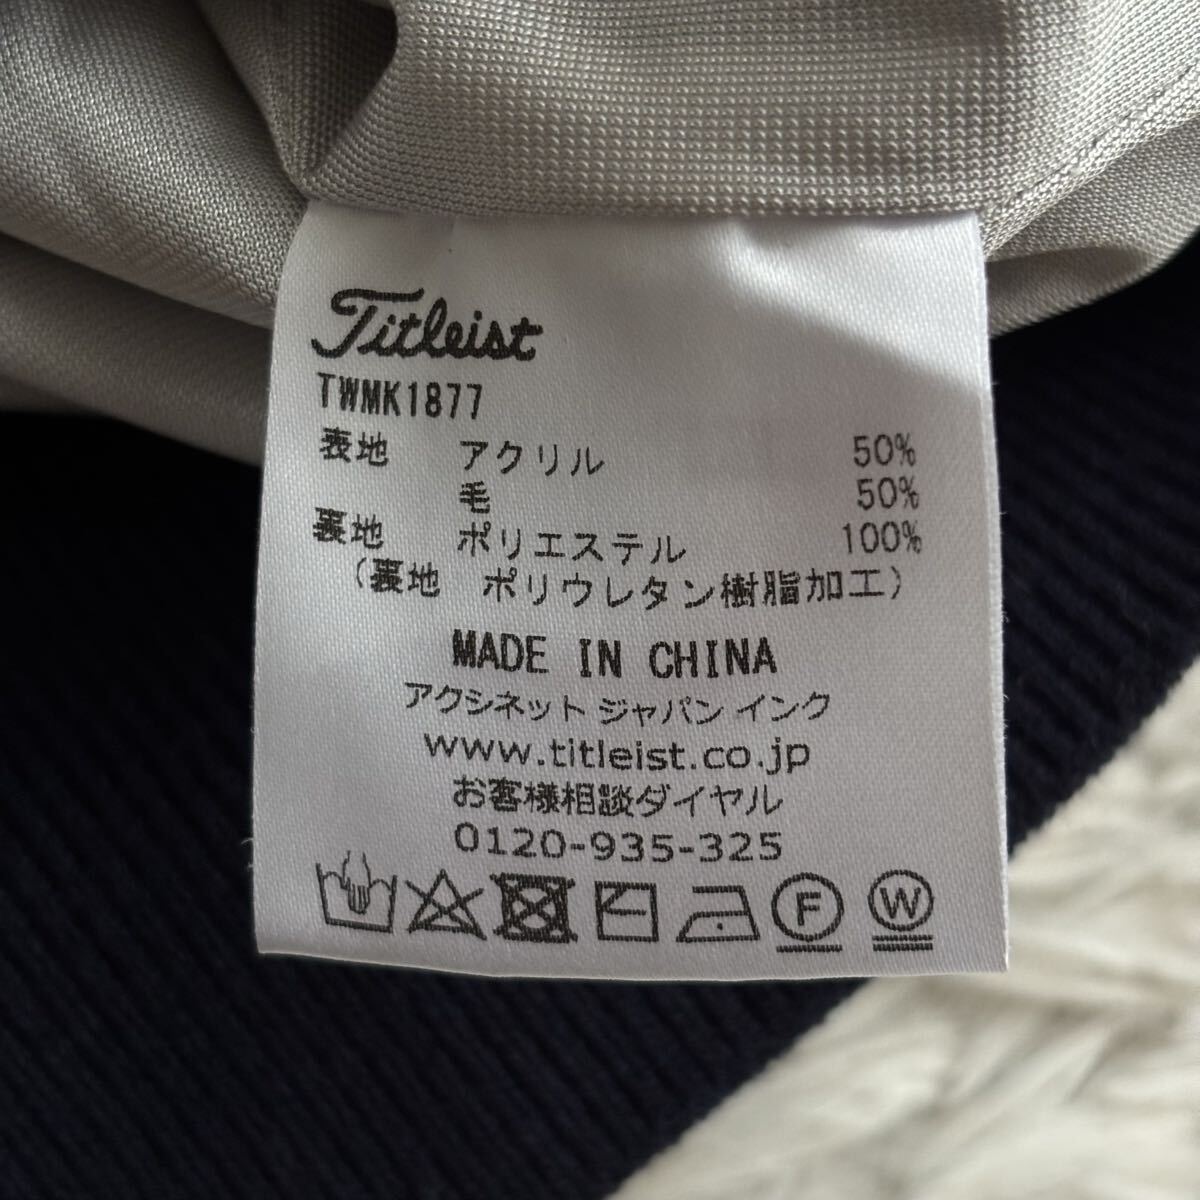 Titleist
TWMK1877
表地 アクリル 50%
毛 50%
裏地 ポリエステル 100%
(裏地 ポリウレタン樹脂加工)
MADE IN CHINA
アクシネット ジャパン インク
www.titleist.co.jp
お客様相談ダイヤル
0120-935-325
F W